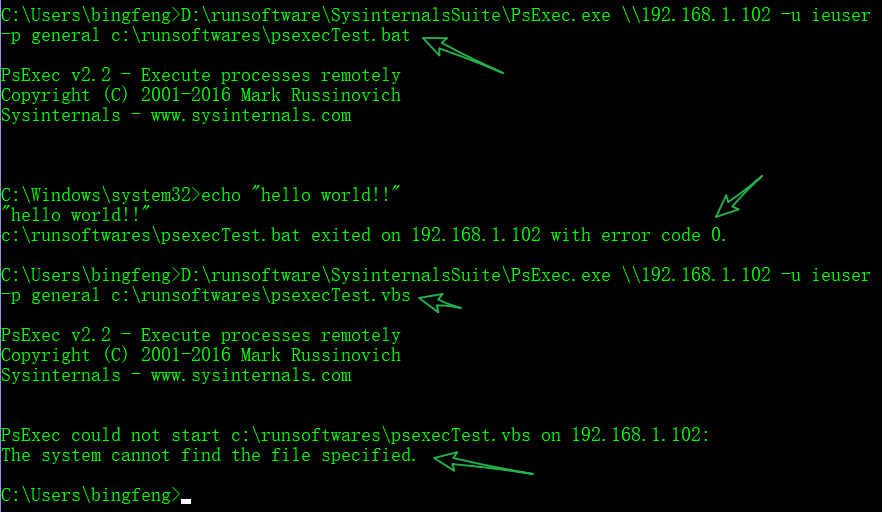 C:\Users\bingfeng>D:\runsoftware\SysinternalsSuite\PsExec.exe \\192.168.1.102 -u ieuser
-p general c:\runsoftwares\psexecTest.bat
PsExec v2.2 - Execute processes remotely
Copyright (C) 2001-2016 Mark Russinovich
Sysinternals - www.sysinternals.com
C:\Windows\system32>echo "hello world!!"
"hello world!!"
c:\runsoftwares\psexecTest.bat exited on 192.168.1.102 with error code 0.
C:\Users\bingfeng>D:\runsoftware\SysinternalsSuite\PsExec.exe \\192.168.1.102 -u ieuser
-p general c:\runsoftwares\psexecTest.vbs
PsExec v2.2 - Execute processes remotely
Copyright (C) 2001-2016 Mark Russinovich
Sysinternals - www.sysinternals.com
PsExec could not start c:\runsoftwares\psexecTest.vbs on 192.168.1.102:
The system cannot find the file specified.
C:\Users\bingfeng>